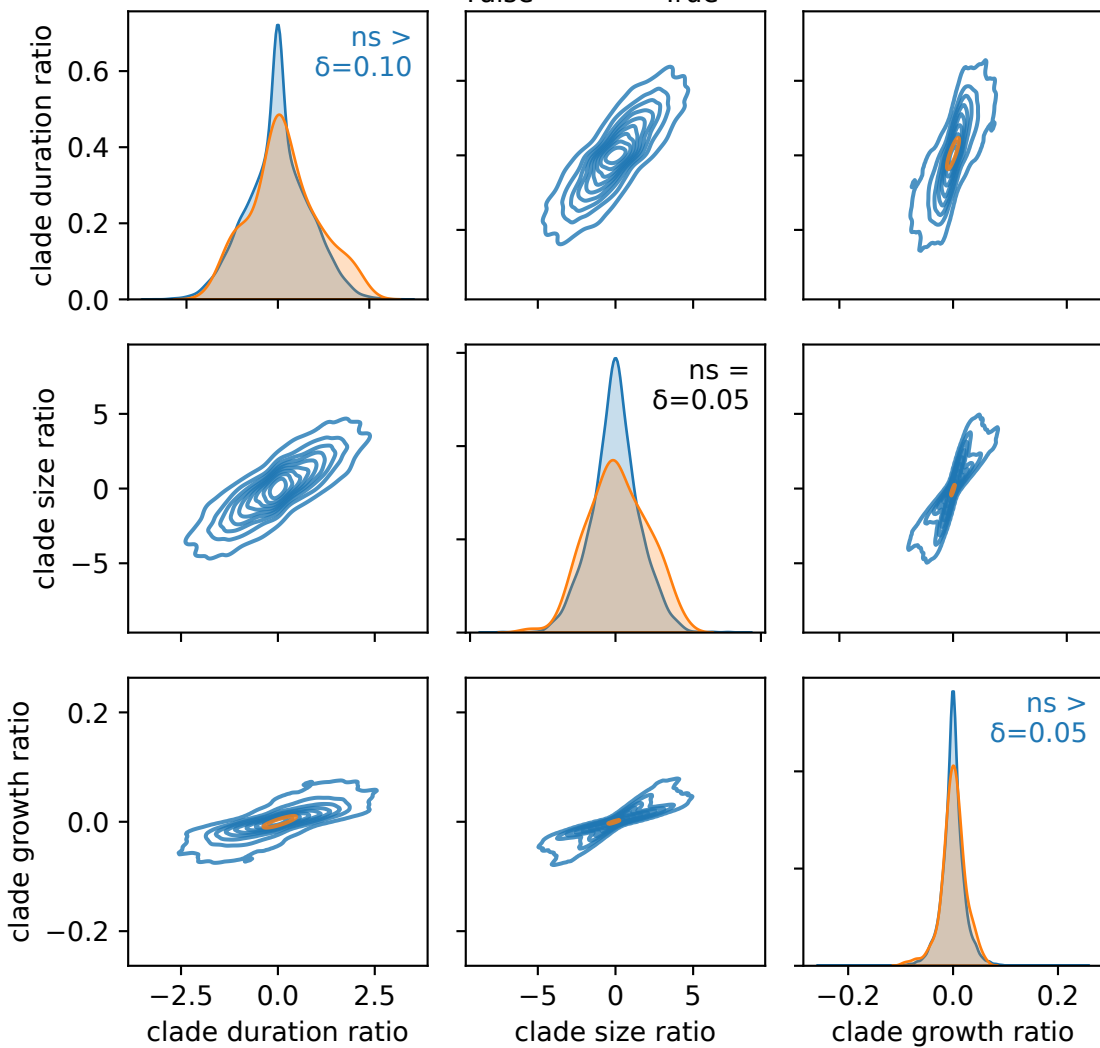 clade duration ratio
0.6
0.4
0.2
0.0
ns >
δ=0.10
clade size ratio
5
0
−5
ns =
δ=0.05
clade growth ratio
0.2
0.0
−0.2
ns >
δ=0.05
−2.5 0.0 2.5
clade duration ratio
−5 0 5
clade size ratio
−0.2 0.0 0.2
clade growth ratio